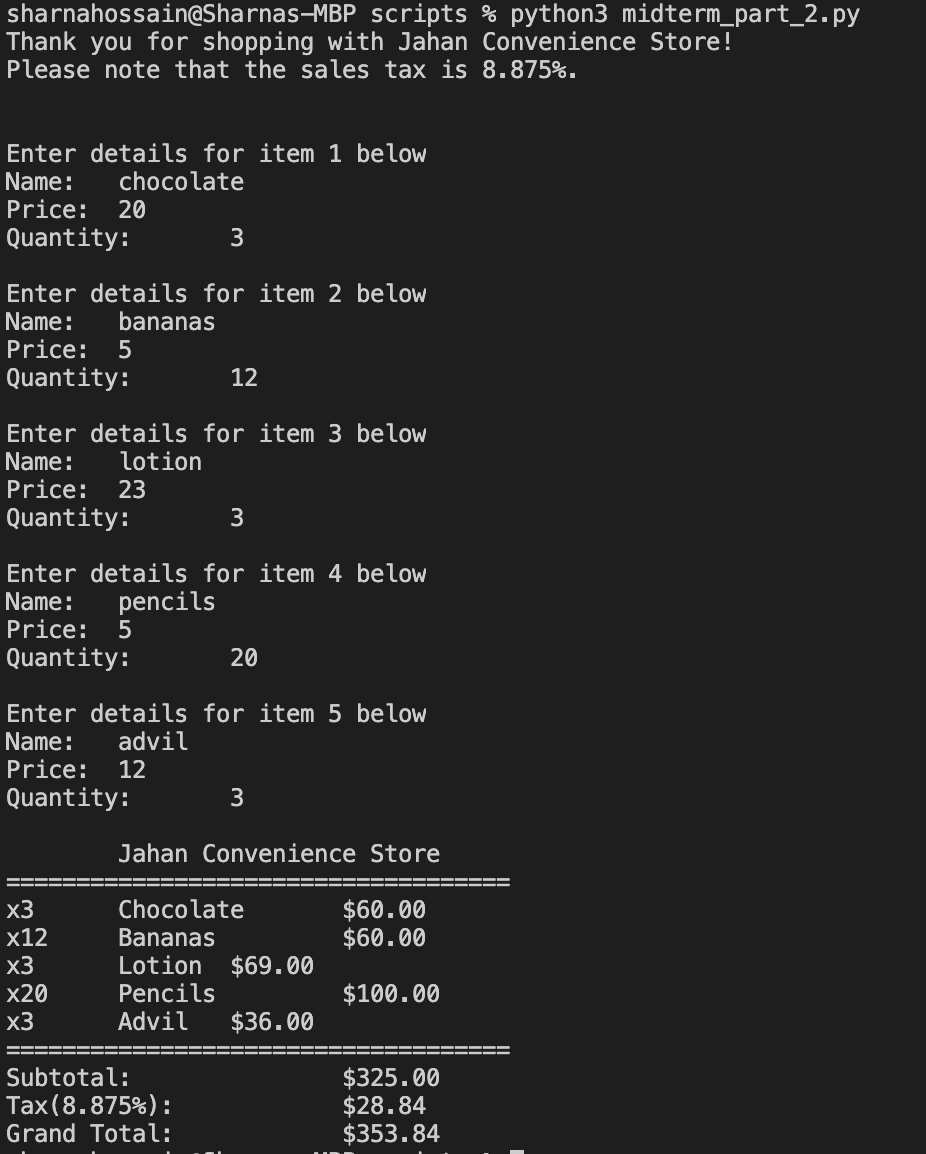 sharnahossain@Sharnas-MBP scripts % python3 midterm_part_2.py
Thank you for shopping with Jahan Convenience Store!
Please note that the sales tax is 8.875%.
Enter details for item 1 below
Name:   chocolate
Price:  20
Quantity:       3
Enter details for item 2 below
Name:   bananas
Price:  5
Quantity:       12
Enter details for item 3 below
Name:   lotion
Price:  23
Quantity:       3
Enter details for item 4 below
Name:   pencils
Price:  5
Quantity:       20
Enter details for item 5 below
Name:   advil
Price:  12
Quantity:       3
        Jahan Convenience Store
====================================
x3      Chocolate       $60.00
x12     Bananas         $60.00
x3      Lotion  $69.00
x20     Pencils         $100.00
x3      Advil   $36.00
====================================
Subtotal:               $325.00
Tax(8.875%):            $28.84
Grand Total:            $353.84